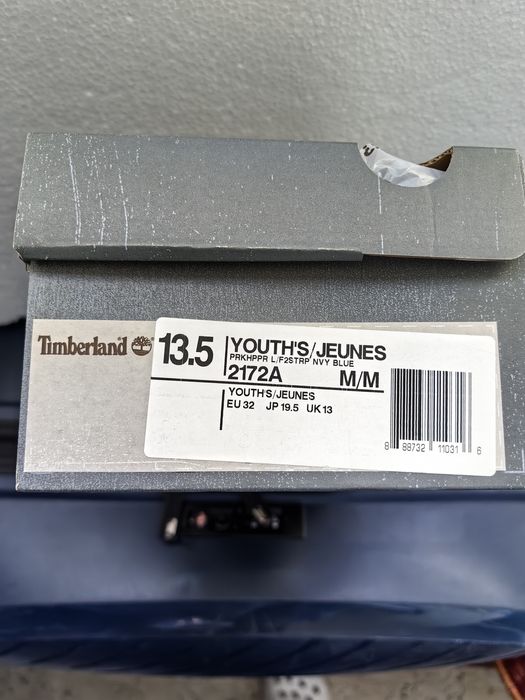 Timberland
13.5
YOUTH'S/JEUNES
PRKHPPR L/F2STRP NVY BLUE
2172A M/M
YOUTH'S/JEUNES
EU 32 JP 19.5 UK 13
8 88732 11031 6